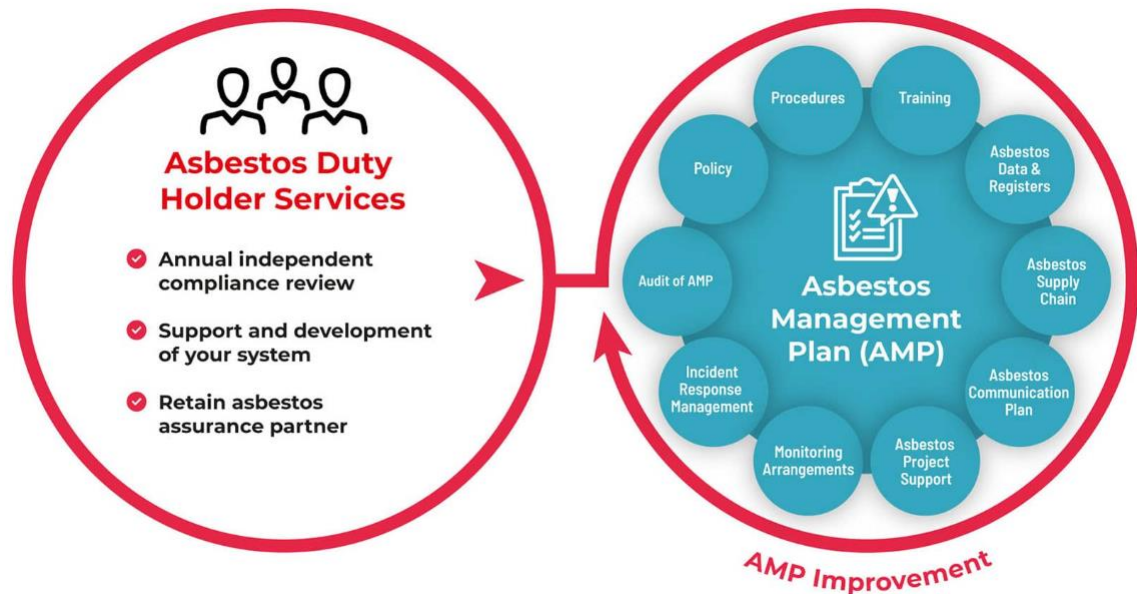 Asbestos Duty
Holder Services
Annual independent
compliance review
Support and development
of your system
Retain asbestos
assurance partner
Asbestos
Management
Plan (AMP)
Policy
Procedures
Training
Asbestos
Data &
Registers
Asbestos
Supply
Chain
Asbestos
Communication
Plan
Asbestos
Project
Support
Monitoring
Arrangements
Incident
Response
Management
Audit of AMP
AMP Improvement